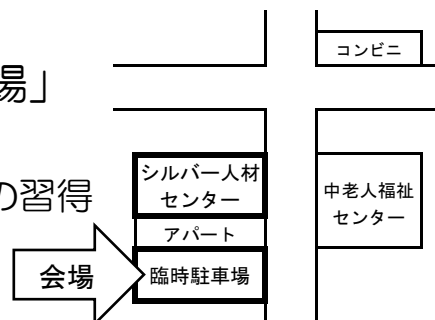 コンビニ
場」
シルバー人材
センター
中老人福祉
センター
の習得
アパート
会場
臨時駐車場